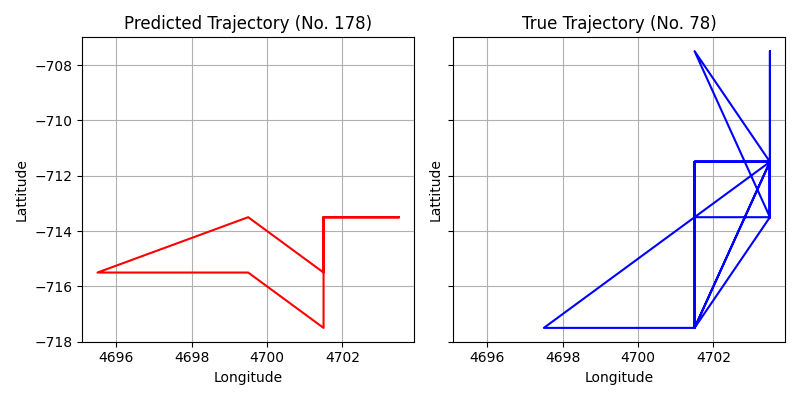 Predicted Trajectory (No. 178)
True Trajectory (No. 78)
−708
−710
−712
−714
−716
−718
Lattitude
Lattitude
4696 4698 4700 4702
4696 4698 4700 4702
Longitude
Longitude